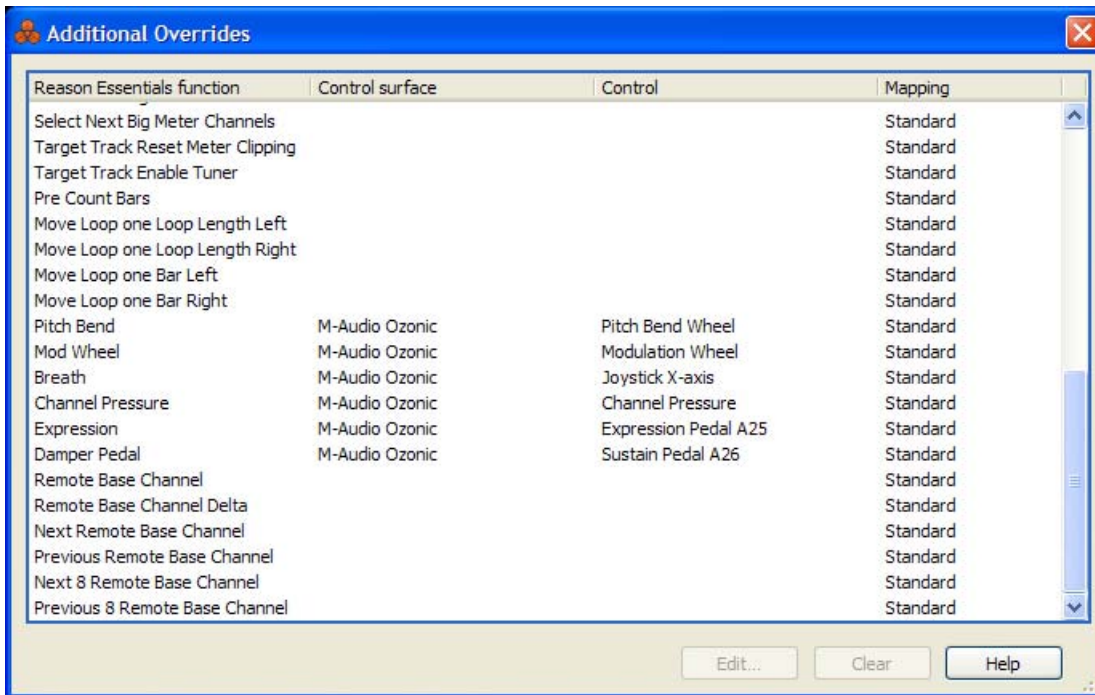 Additional Overrides
Reason Essentials function Control surface Control Mapping
Select Next Big Meter Channels Standard
Target Track Reset Meter Clipping Standard
Target Track Enable Tuner Standard
Pre Count Bars Standard
Move Loop one Loop Length Left Standard
Move Loop one Loop Length Right Standard
Move Loop one Bar Left Standard
Move Loop one Bar Right Standard
Pitch Bend M-Audio Ozonic Pitch Bend Wheel Standard
Mod Wheel M-Audio Ozonic Modulation Wheel Standard
Breath M-Audio Ozonic Joystick X-axis Standard
Channel Pressure M-Audio Ozonic Channel Pressure Standard
Expression M-Audio Ozonic Expression Pedal A25 Standard
Damper Pedal M-Audio Ozonic Sustain Pedal A26 Standard
Remote Base Channel Standard
Remote Base Channel Delta Standard
Next Remote Base Channel Standard
Previous Remote Base Channel Standard
Next 8 Remote Base Channel Standard
Previous 8 Remote Base Channel Standard
Edit... Clear Help